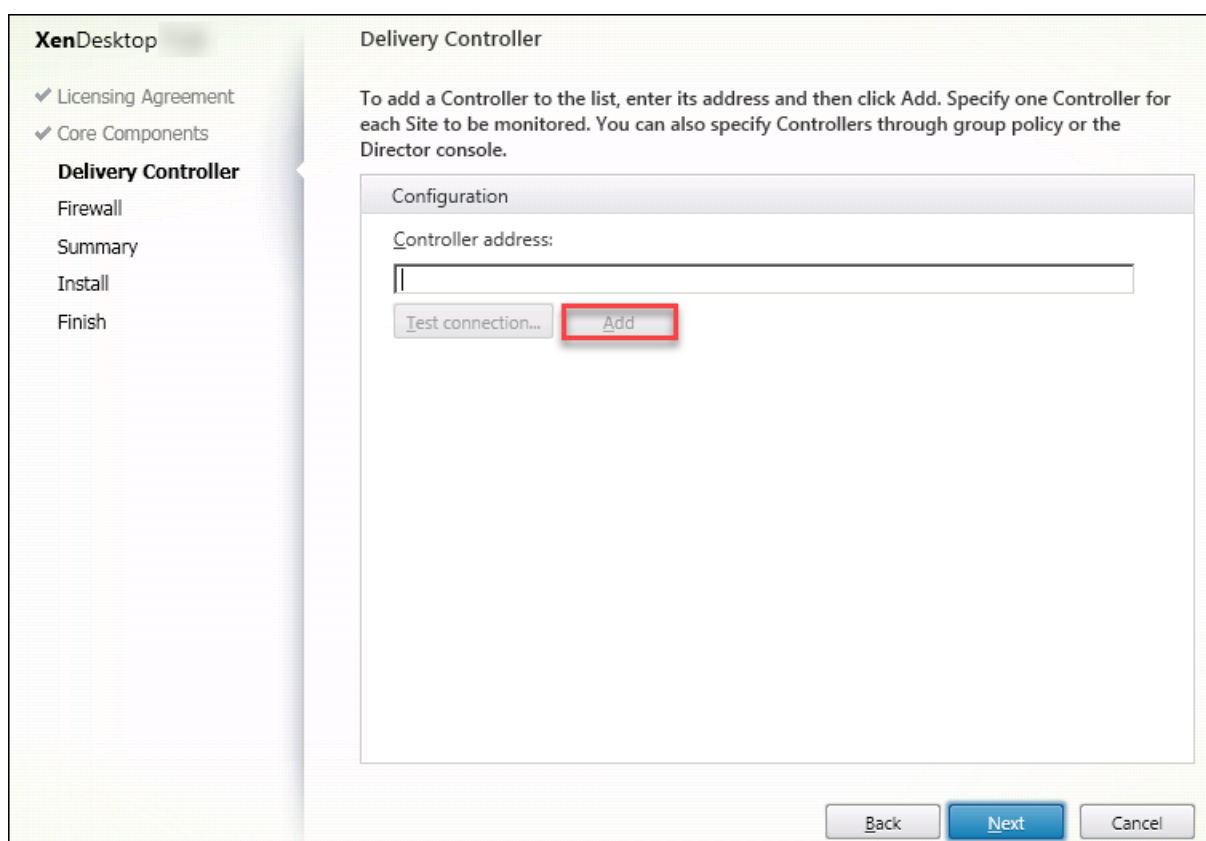 XenDesktop
Delivery Controller
Licensing Agreement
Core Components
Delivery Controller
Firewall
Summary
Install
Finish
To add a Controller to the list, enter its address and then click Add. Specify one Controller for
each Site to be monitored. You can also specify Controllers through group policy or the
Director console.
Configuration
Controller address:
Test connection...
Add
Back
Next
Cancel